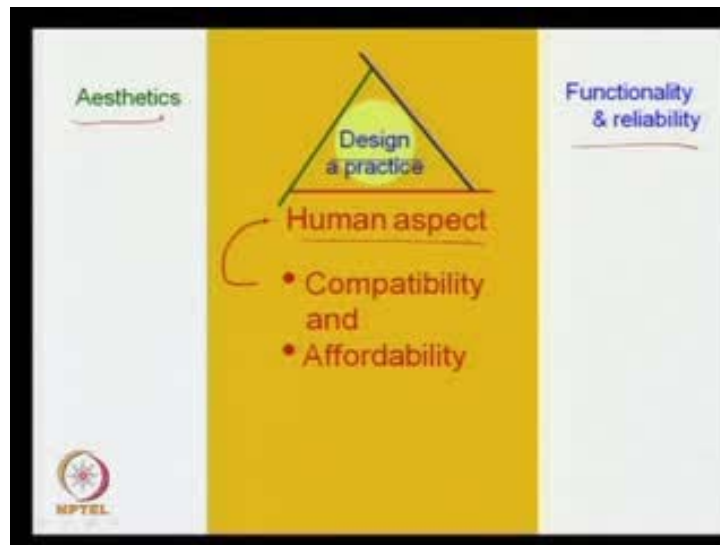 Aesthetics
Functionality
& reliability
Design
a practice
Human aspect
• Compatibility
and
• Affordability
NPTEL